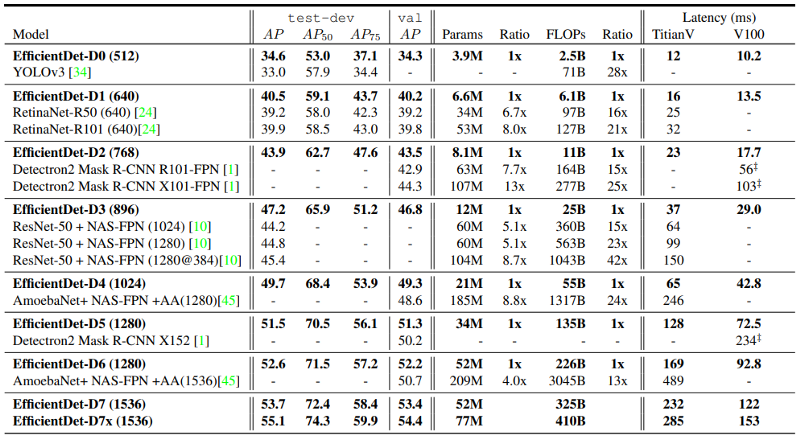 test-dev val Latency (ms)
Model AP AP50 AP75 AP Params Ratio FLOPs Ratio TitianV V100
EfficientDet-D0 (512) 34.6 53.0 37.1 34.3 3.9M 1x 2.5B 1x 12 10.2
YOLOv3 [34] 33.0 57.9 34.4 - - - 71B 28x - -
EfficientDet-D1 (640) 40.5 59.1 43.7 40.2 6.6M 1x 6.1B 1x 16 13.5
RetinaNet-R50 (640) [24] 39.2 58.0 42.3 39.2 34M 6.7x 97B 16x 25 -
RetinaNet-R101 (640)[24] 39.9 58.5 43.0 39.8 53M 8.0x 127B 21x 32 -
EfficientDet-D2 (768) 43.9 62.7 47.6 43.5 8.1M 1x 11B 1x 23 17.7
Detectron2 Mask R-CNN R101-FPN [1] - - - 42.9 63M 7.7x 164B 15x - 56‡
Detectron2 Mask R-CNN X101-FPN [1] - - - 44.3 107M 13x 277B 25x - 103‡
EfficientDet-D3 (896) 47.2 65.9 51.2 46.8 12M 1x 25B 1x 37 29.0
ResNet-50 + NAS-FPN (1024) [10] 44.2 - - - 60M 5.1x 360B 15x 64 -
ResNet-50 + NAS-FPN (1280) [10] 44.8 - - - 60M 5.1x 563B 23x 99 -
ResNet-50 + NAS-FPN (1280@384)[10] 45.4 - - - 104M 8.7x 1043B 42x 150 -
EfficientDet-D4 (1024) 49.7 68.4 53.9 49.3 21M 1x 55B 1x 65 42.8
AmoebaNet+ NAS-FPN +AA(1280)[45] - - - 48.6 185M 8.8x 1317B 24x 246 -
EfficientDet-D5 (1280) 51.5 70.5 56.1 51.3 34M 1x 135B 1x 128 72.5
Detectron2 Mask R-CNN X152 [1] - - - 50.2 - - - - - 234‡
EfficientDet-D6 (1280) 52.6 71.5 57.2 52.2 52M 1x 226B 1x 169 92.8
AmoebaNet+ NAS-FPN +AA(1536)[45] - - - 50.7 209M 4.0x 3045B 13x 489 -
EfficientDet-D7 (1536) 53.7 72.4 58.4 53.4 52M 325B 232 122
EfficientDet-D7x (1536) 55.1 74.3 59.9 54.4 77M 410B 285 153